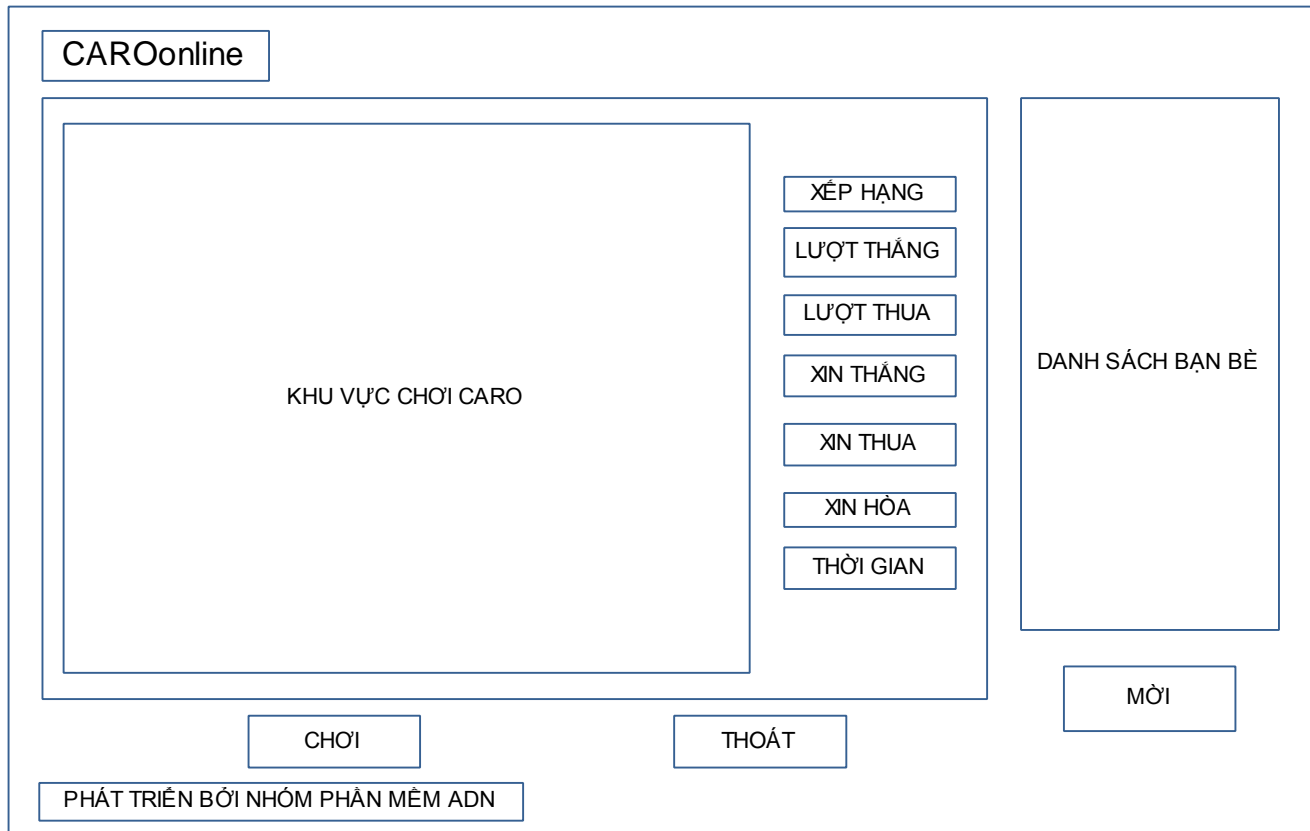 CAROonline
XẾP HẠNG
LƯỢT THẮNG
LƯỢT THUA
XIN THẮNG
XIN THUA
XIN HÒA
THỜI GIAN
KHU VỰC CHƠI CARO
DANH SÁCH BẠN BÈ
MỜI
CHƠI
THOÁT
PHÁT TRIỂN BỞI NHÓM PHẦN MỀM ADN